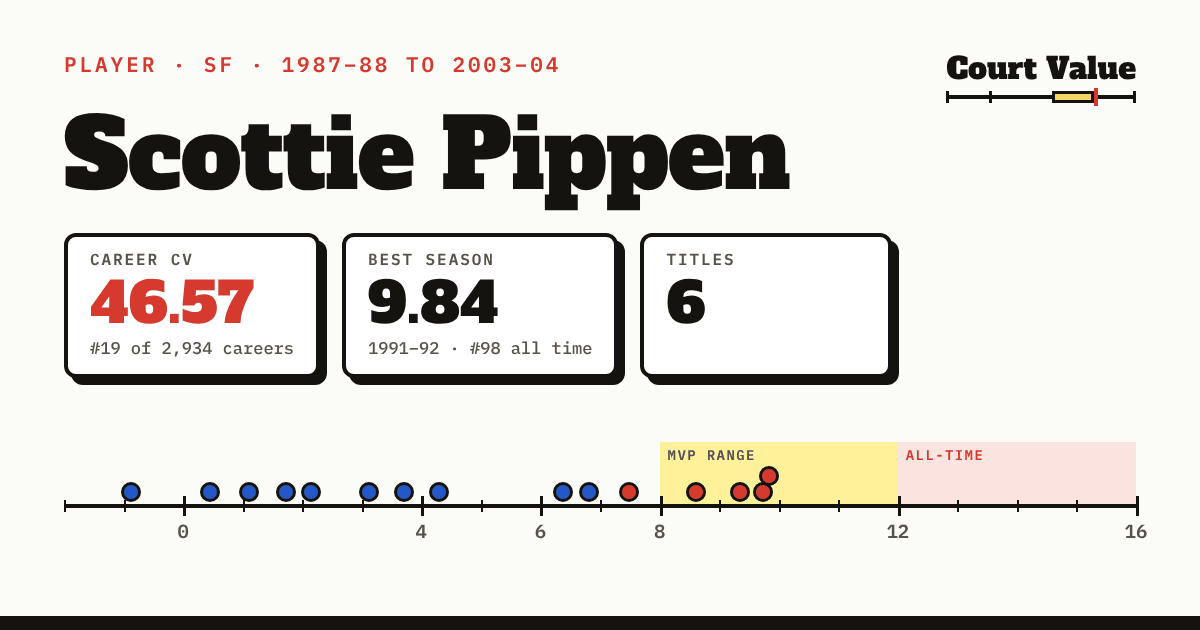 PLAYER · SF · 1987–88 TO 2003–04
Court Value
Scottie Pippen
CAREER CV
46.57
#19 of 2,934 careers
BEST SEASON
9.84
1991–92 · #98 all time
TITLES
6
MVP RANGE
ALL-TIME
0 4 6 8 12 16